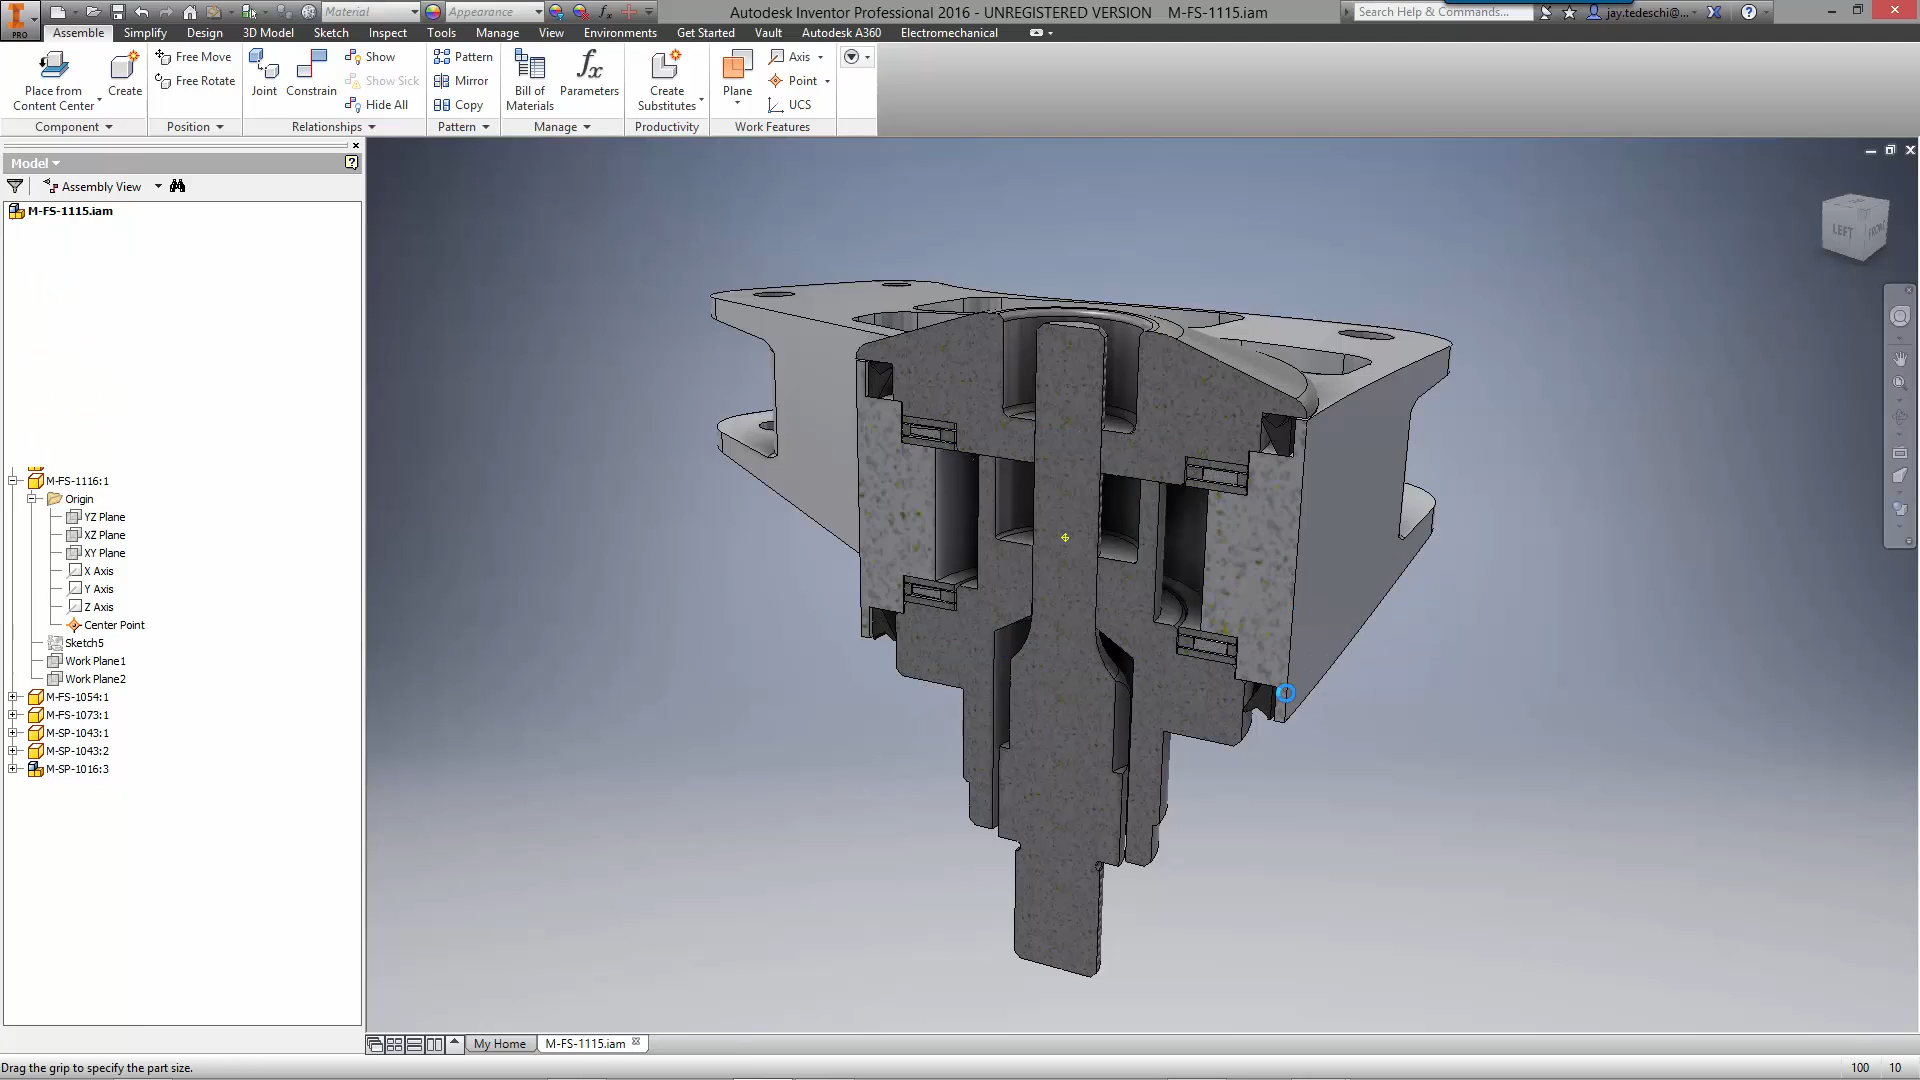 Material
Appearance
fx
Autodesk Inventor Professional 2016 - UNREGISTERED VERSION M-FS-1115.iam
Search Help & Commands...
jay.tedeschi@...
PRO
Assemble Simplify Design 3D Model Sketch Inspect Tools Manage View Environments Get Started Vault Autodesk A360 Electromechanical
Place from
Content Center
Create
Free Move
Free Rotate
Joint
Constrain
Show
Show Sick
Hide All
Pattern
Mirror
Copy
Bill of
Materials
fx
Parameters
Create
Substitutes
Plane
Axis
Point
UCS
Component Position Relationships Pattern Manage Productivity Work Features
Model
Assembly View
M-FS-1115.iam
M-FS-1116:1
Origin
YZ Plane
XZ Plane
XY Plane
X Axis
Y Axis
Z Axis
Center Point
Sketch5
Work Plane1
Work Plane2
M-FS-1054:1
M-FS-1073:1
M-SP-1043:1
M-SP-1043:2
M-SP-1016:3
LEFT
FRONT
My Home
M-FS-1115.iam
Drag the grip to specify the part size.
100 10